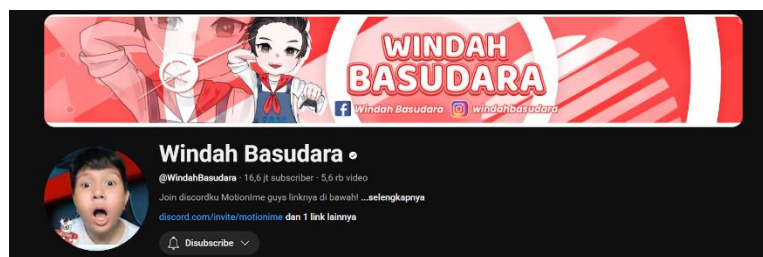 WINDAH
BASUDARA
Windah Basudara windahbasudara
Windah Basudara
@WindahBasudara · 16,6 jt subscriber · 5,6 rb video
Join discordku MotionIme guys linknya di bawah! ...selengkapnya
discord.com/invite/motionime dan 1 link lainnya
Disubscribe